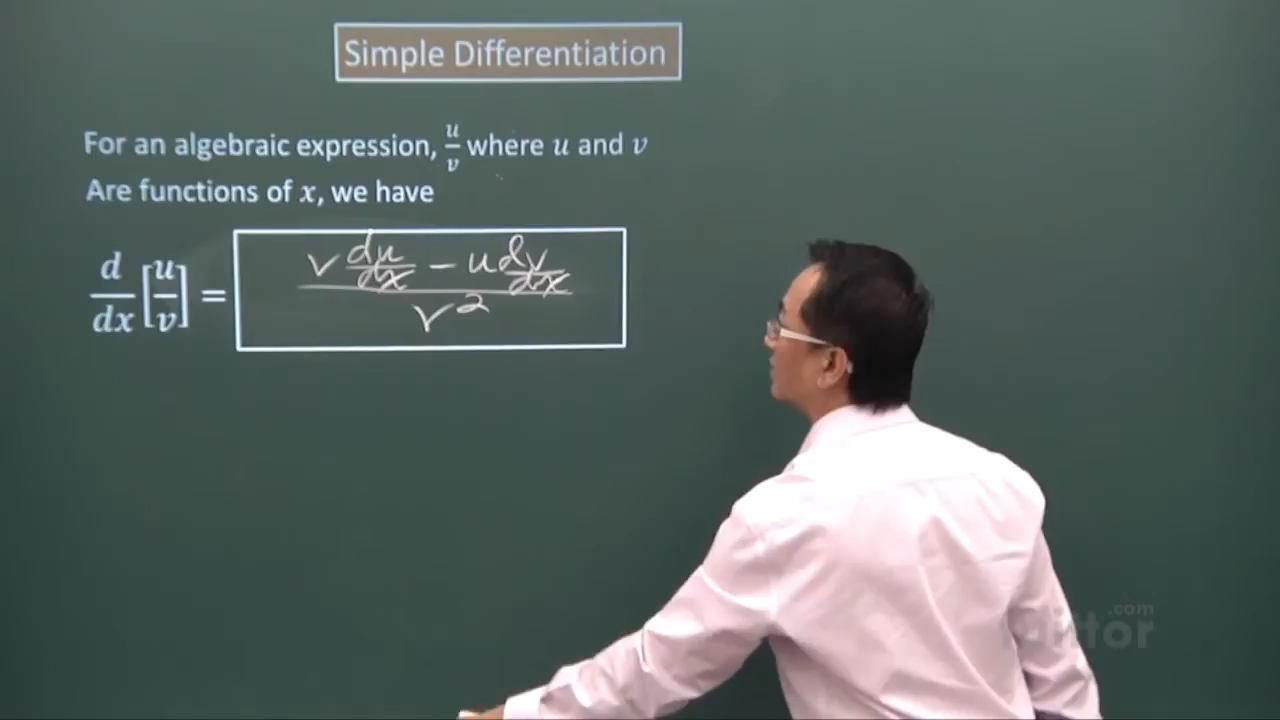 Simple Differentiation
For an algebraic expression, u/v where u and v
Are functions of x, we have
d/dx [u/v] = (v du/dx − u dv/dx) / v²
.com